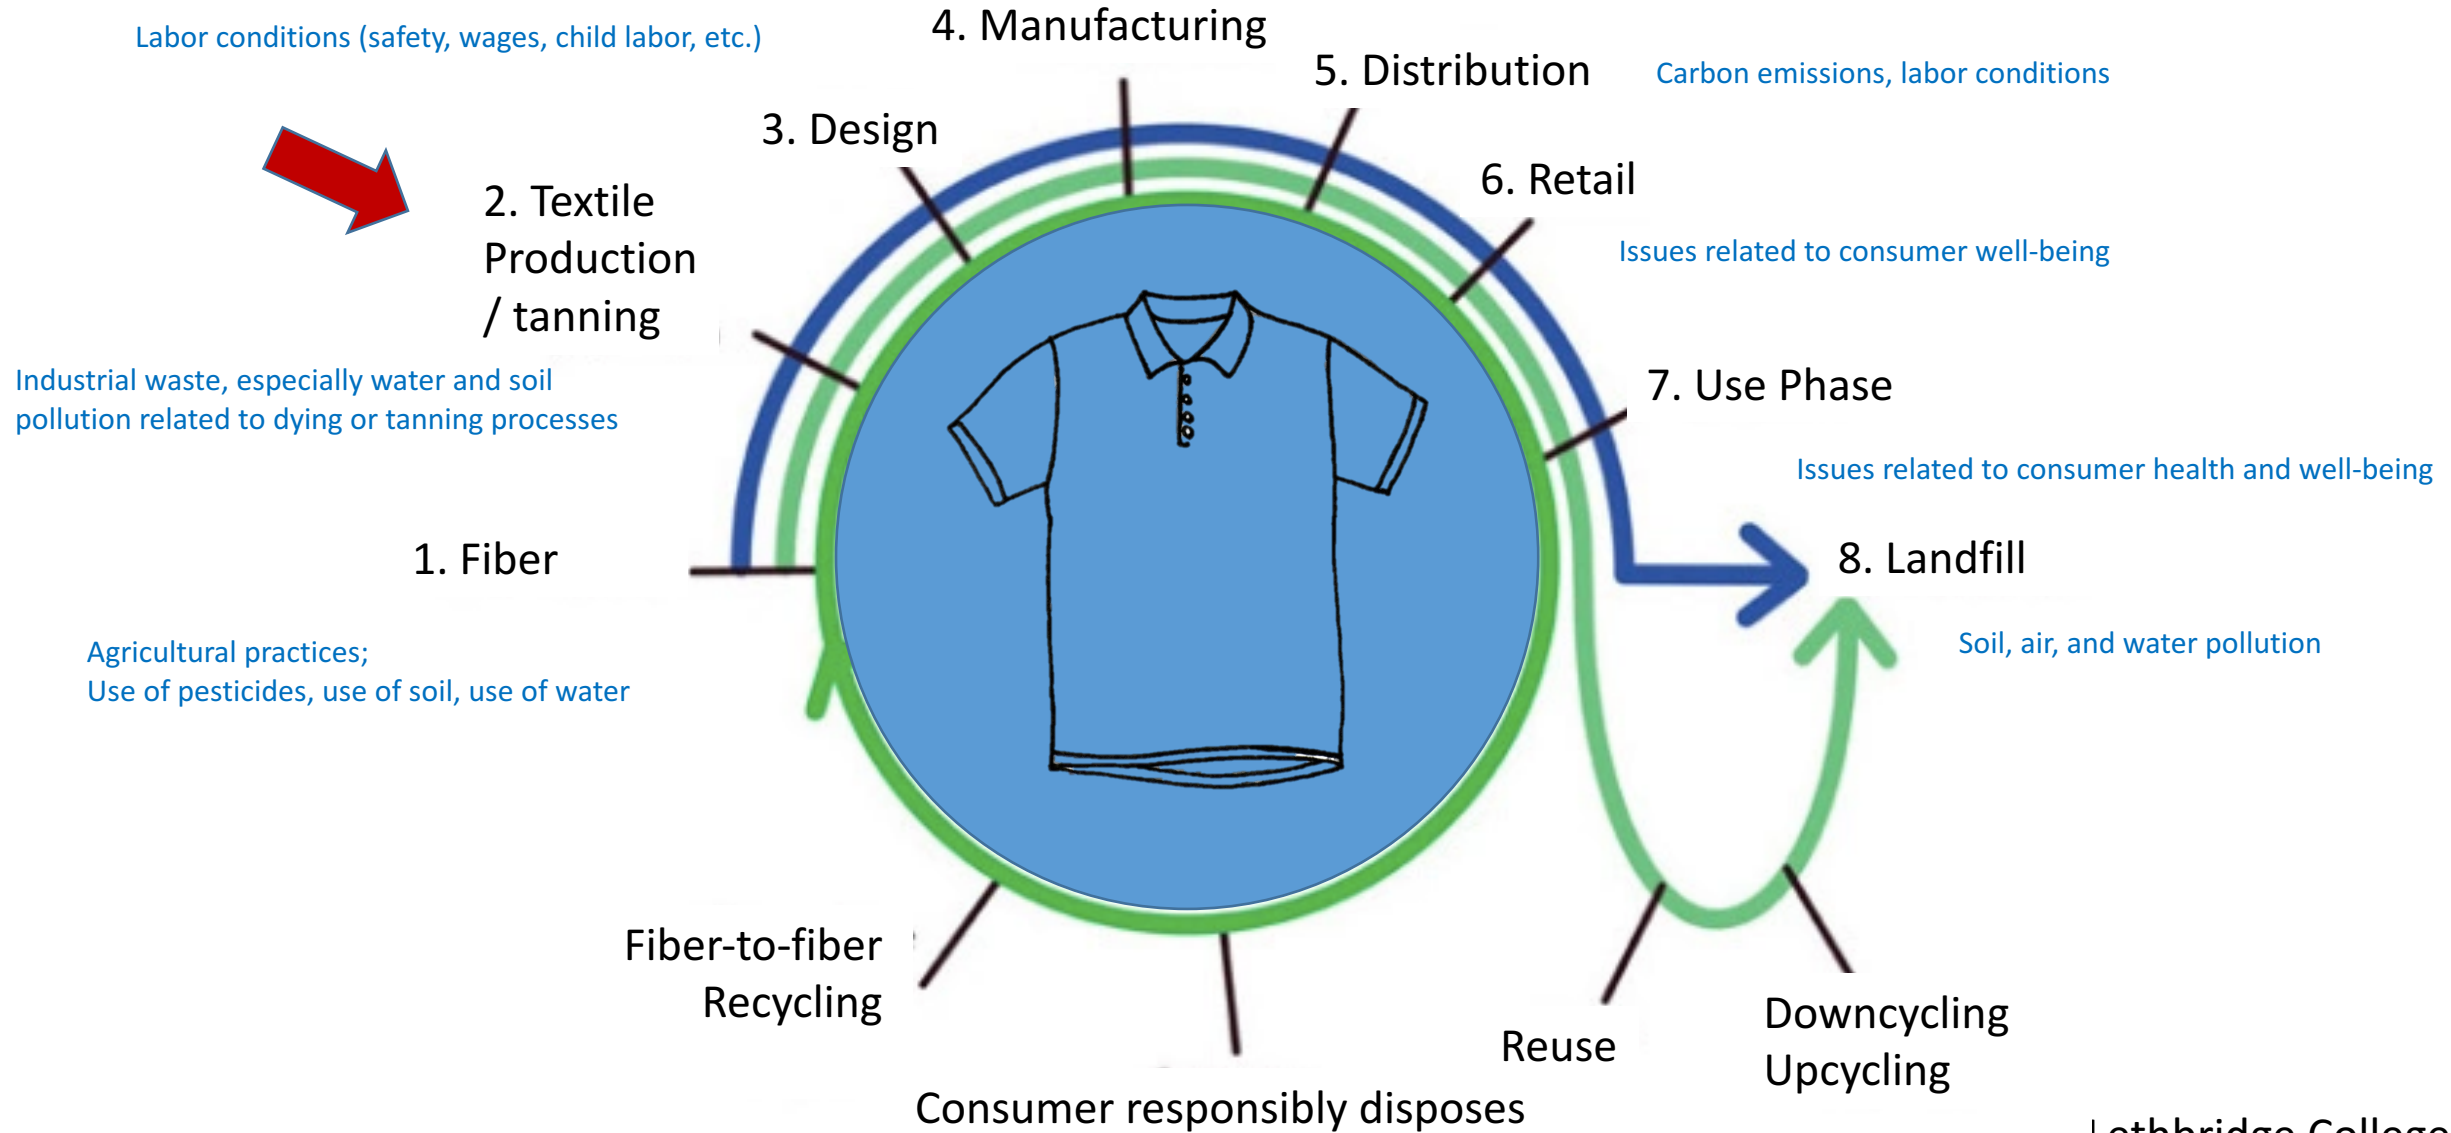 Labor conditions (safety, wages, child labor, etc.)
4. Manufacturing
5. Distribution
Carbon emissions, labor conditions
3. Design
6. Retail
2. Textile
Production
/ tanning
Issues related to consumer well-being
Industrial waste, especially water and soil
pollution related to dying or tanning processes
7. Use Phase
Issues related to consumer health and well-being
1. Fiber
8. Landfill
Agricultural practices;
Use of pesticides, use of soil, use of water
Soil, air, and water pollution
Fiber-to-fiber
Recycling
Reuse
Downcycling
Upcycling
Consumer responsibly disposes
Lethbridge College